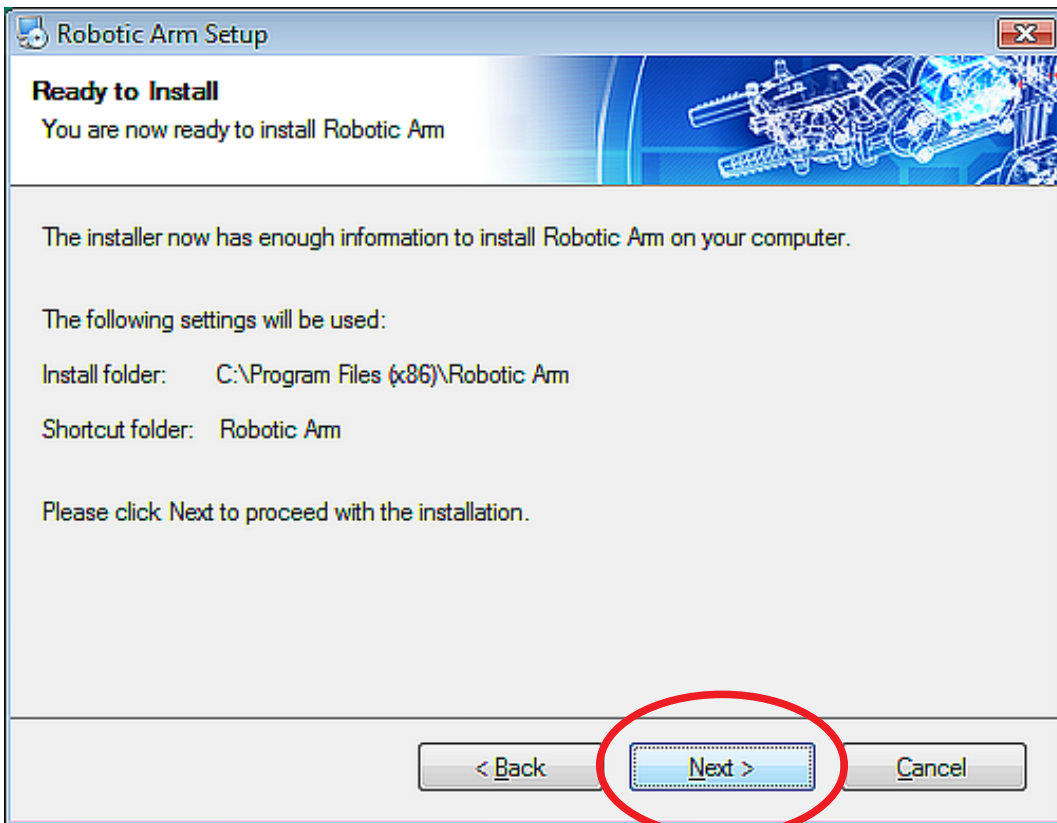 Robotic Arm Setup
Ready to Install
You are now ready to install Robotic Arm
The installer now has enough information to install Robotic Arm on your computer.
The following settings will be used:
Install folder: C:\Program Files (x86)\Robotic Arm
Shortcut folder: Robotic Arm
Please click Next to proceed with the installation.
< Back Next > Cancel